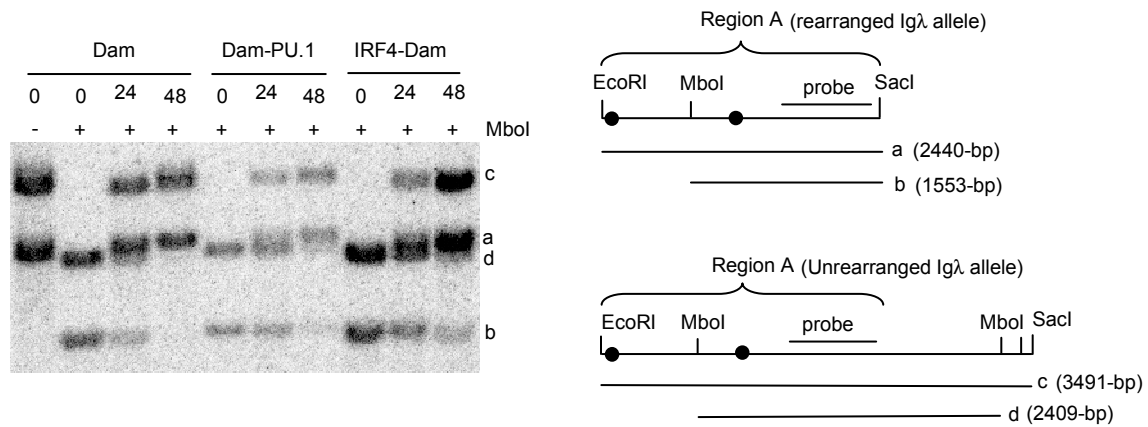 Dam Dam-PU.1 IRF4-Dam
0 0 24 48 0 24 48 0 24 48
- + + + + + + + + + MboI
c
a
d
b
Region A (rearranged Igλ allele)
EcoRI MboI probe SacI
a (2440-bp)
b (1553-bp)
Region A (Unrearranged Igλ allele)
EcoRI MboI probe MboI SacI
c (3491-bp)
d (2409-bp)